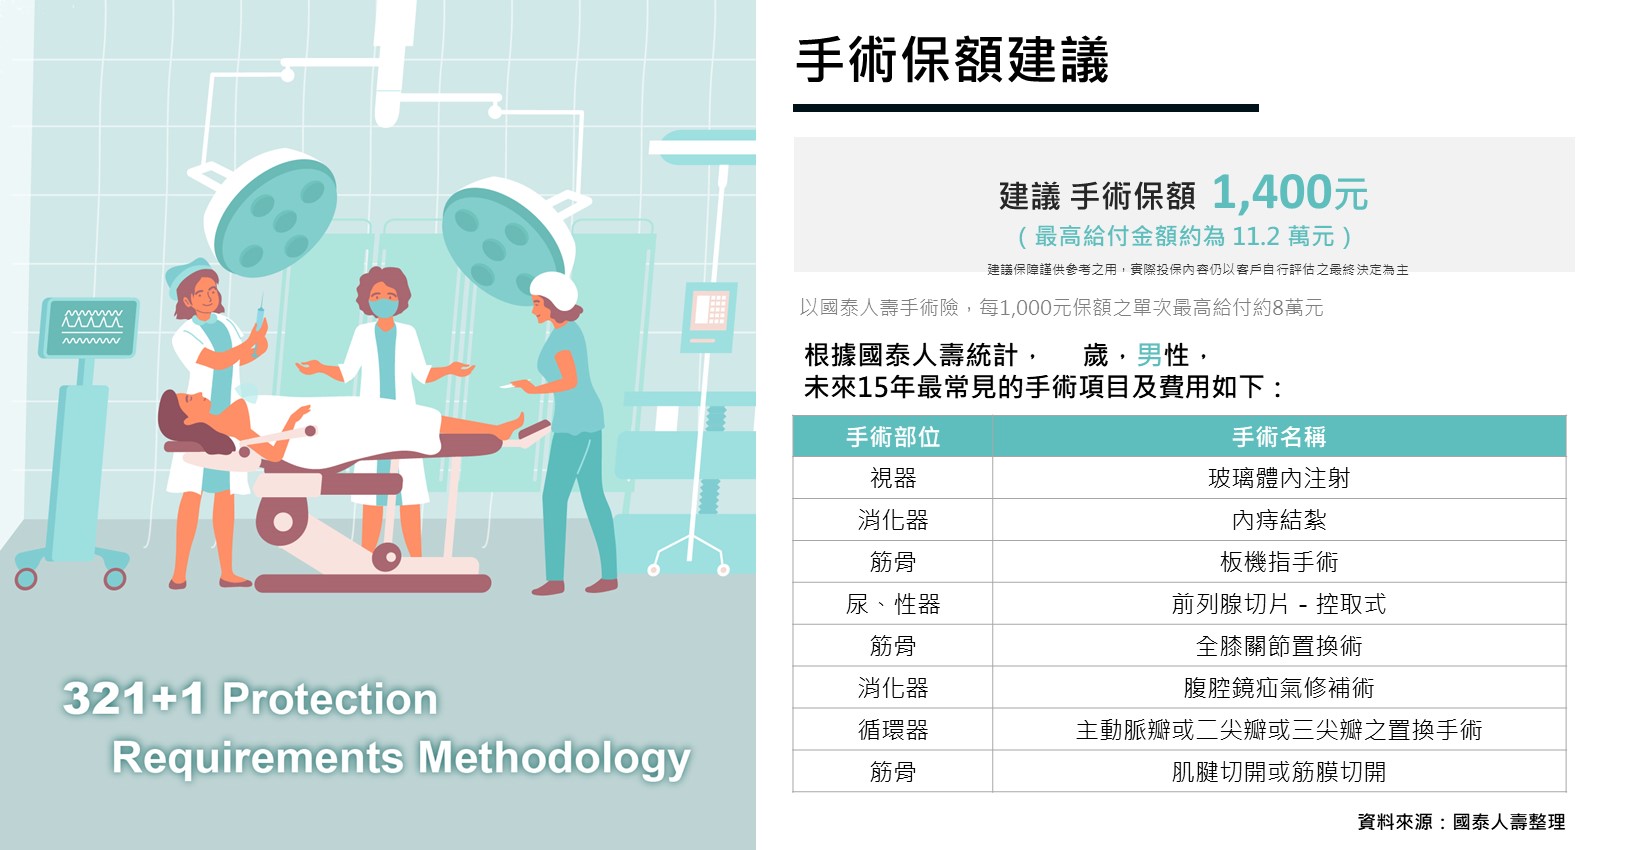 手術保額建議
建議 手術保額 1,400元
( 最高給付金額約為 11.2 萬元 )
建議保障謹供參考之用，實際投保內容仍以客戶自行評估之最終決定為主
以國泰人壽手術險，每1,000元保額之單次最高給付約8萬元
根據國泰人壽統計， 歲，男性，
未來15年最常見的手術項目及費用如下：
手術部位 手術名稱
視器 玻璃體內注射
消化器 內痔結紮
筋骨 板機指手術
尿、性器 前列腺切片 - 控取式
筋骨 全膝關節置換術
消化器 腹腔鏡疝氣修補術
循環器 主動脈瓣或二尖瓣或三尖瓣之置換手術
筋骨 肌腱切開或筋膜切開
資料來源：國泰人壽整理
321+1 Protection
Requirements Methodology